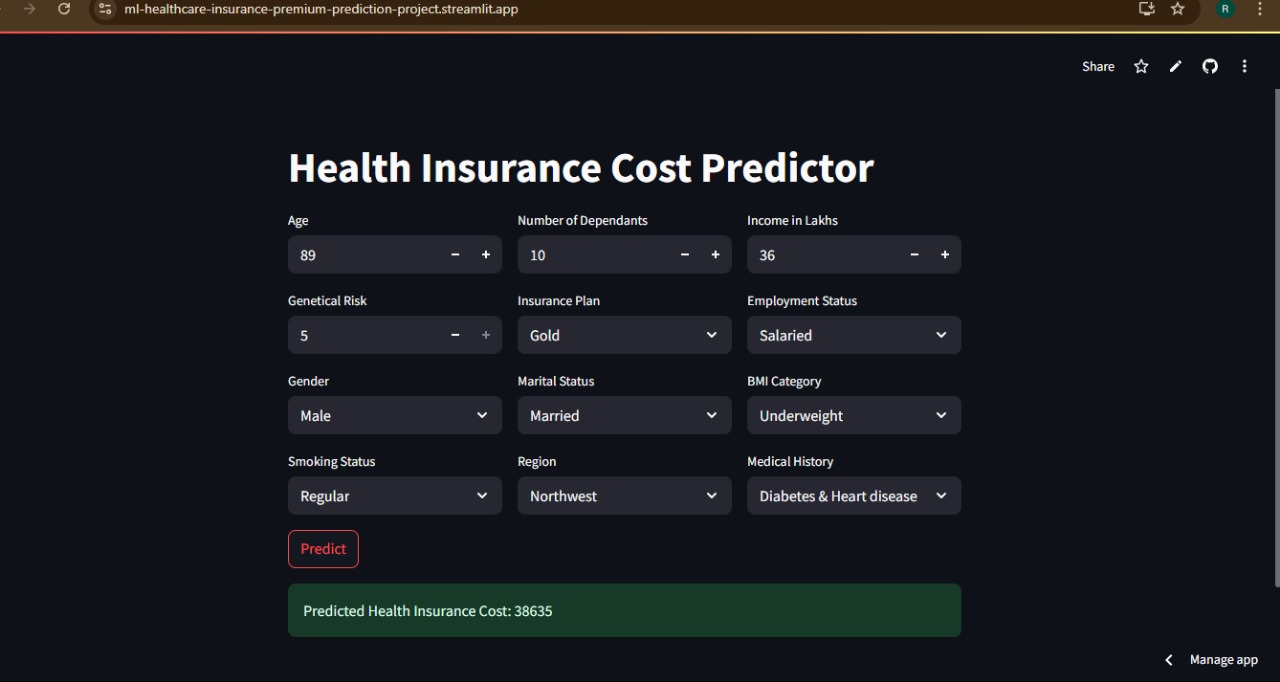 ml-healthcare-insurance-premium-prediction-project.streamlit.app
R
Share
Health Insurance Cost Predictor
Age
Number of Dependants
Income in Lakhs
89
10
36
Genetical Risk
Insurance Plan
Employment Status
5
Gold
Salaried
Gender
Marital Status
BMI Category
Male
Married
Underweight
Smoking Status
Region
Medical History
Regular
Northwest
Diabetes & Heart disease
Predict
Predicted Health Insurance Cost: 38635
Manage app